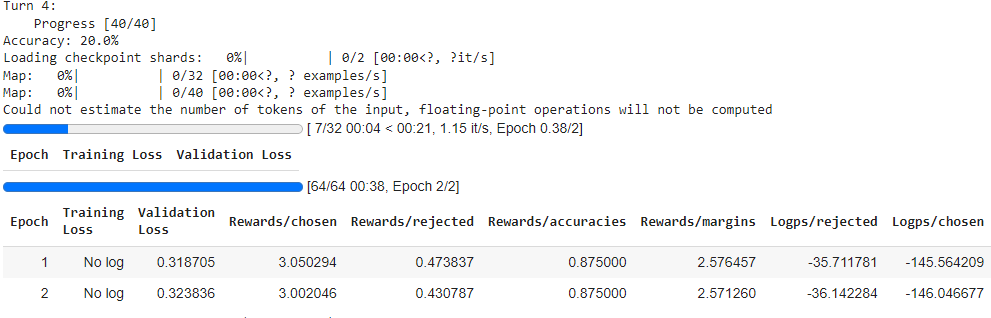 Turn 4:
Progress [40/40]
Accuracy: 20.0%
Loading checkpoint shards:   0%|          | 0/2 [00:00<?, ?it/s]
Map:   0%|          | 0/32 [00:00<?, ? examples/s]
Map:   0%|          | 0/40 [00:00<?, ? examples/s]
Could not estimate the number of tokens of the input, floating-point operations will not be computed
[ 7/32 00:04 < 00:21, 1.15 it/s, Epoch 0.38/2]
Epoch Training Loss Validation Loss
[64/64 00:38, Epoch 2/2]
Epoch Training Loss Validation Loss Rewards/chosen Rewards/rejected Rewards/accuracies Rewards/margins Logps/rejected Logps/chosen
1 No log 0.318705 3.050294 0.473837 0.875000 2.576457 -35.711781 -145.564209
2 No log 0.323836 3.002046 0.430787 0.875000 2.571260 -36.142284 -146.046677